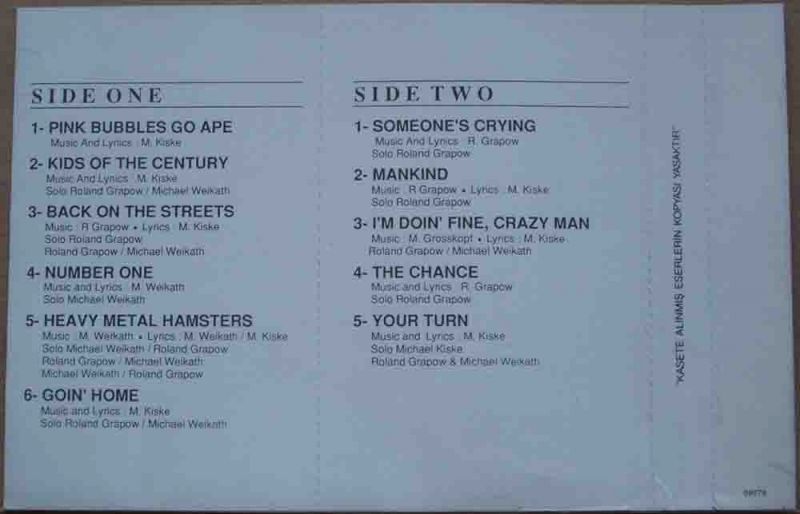 SIDE ONE
1- PINK BUBBLES GO APE
Music And Lyrics : M. Kiske
2- KIDS OF THE CENTURY
Music And Lyrics : M. Kiske
Solo Roland Grapow / Michael Weikath
3- BACK ON THE STREETS
Music : R Grapow • Lyrics : M. Kiske
Solo Roland Grapow
Roland Grapow / Michael Weikath
4- NUMBER ONE
Music and Lyrics : M. Weikath
Solo Michael Weikath
5- HEAVY METAL HAMSTERS
Music : M. Weikath • Lyrics : M. Weikath / M. Kiske
Solo Michael Weikath / Roland Grapow
Roland Grapow / Michael Weikath
Michael Weikath / Roland Grapow
6- GOIN' HOME
Music and Lyrics : M. Kiske
Solo Roland Grapow / Michael Weikath
SIDE TWO
1- SOMEONE'S CRYING
Music And Lyrics : R. Grapow
Solo Roland Grapow
2- MANKIND
Music : R Grapow • Lyrics : M. Kiske
Solo Roland Grapow
3- I'M DOIN' FINE, CRAZY MAN
Music : M. Grosskopf • Lyrics : M. Kiske
Roland Grapow / Michael Weikath
4- THE CHANCE
Music and Lyrics : R. Grapow
Solo Roland Grapow
5- YOUR TURN
Music and Lyrics : M. Kiske
Solo Michael Kiske
Roland Grapow & Michael Weikath
"KASETE ALINMIŞ ESERLERİN KOPYASI YASAKTIR"